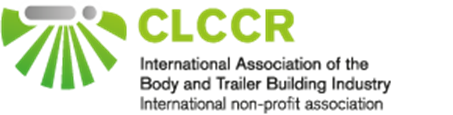 CLCCR
International Association of the
Body and Trailer Building Industry
International non-profit association